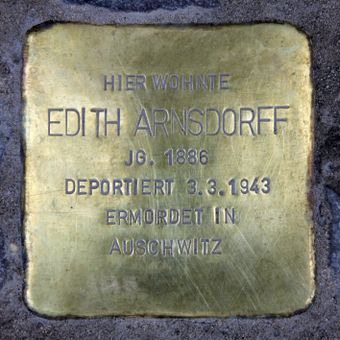 HIER WOHNTE
EDITH ARNSDORFF
JG. 1886
DEPORTIERT 3.3.1943
ERMORDET IN
AUSCHWITZ